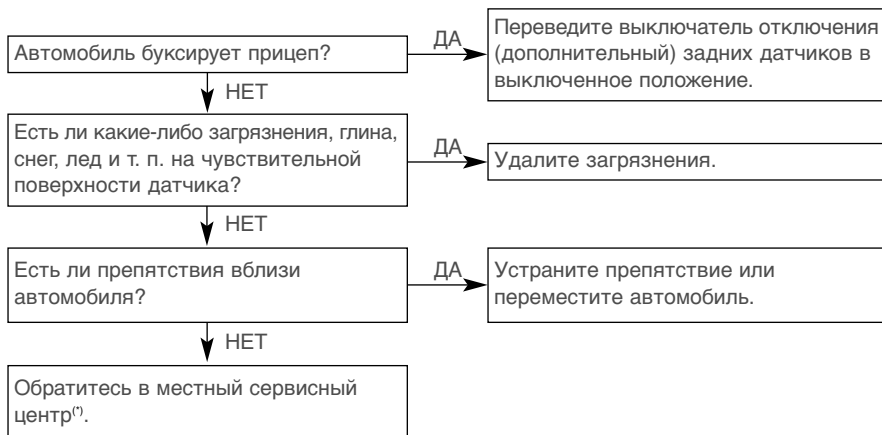 Автомобиль буксирует прицеп?
ДА
Переведите выключатель отключения
(дополнительный) задних датчиков в
выключенное положение.
НЕТ
Есть ли какие-либо загрязнения, глина,
снег, лед и т. п. на чувствительной
поверхности датчика?
ДА
Удалите загрязнения.
НЕТ
Есть ли препятствия вблизи
автомобиля?
ДА
Устраните препятствие или
переместите автомобиль.
НЕТ
Обратитесь в местный сервисный
центр(*).